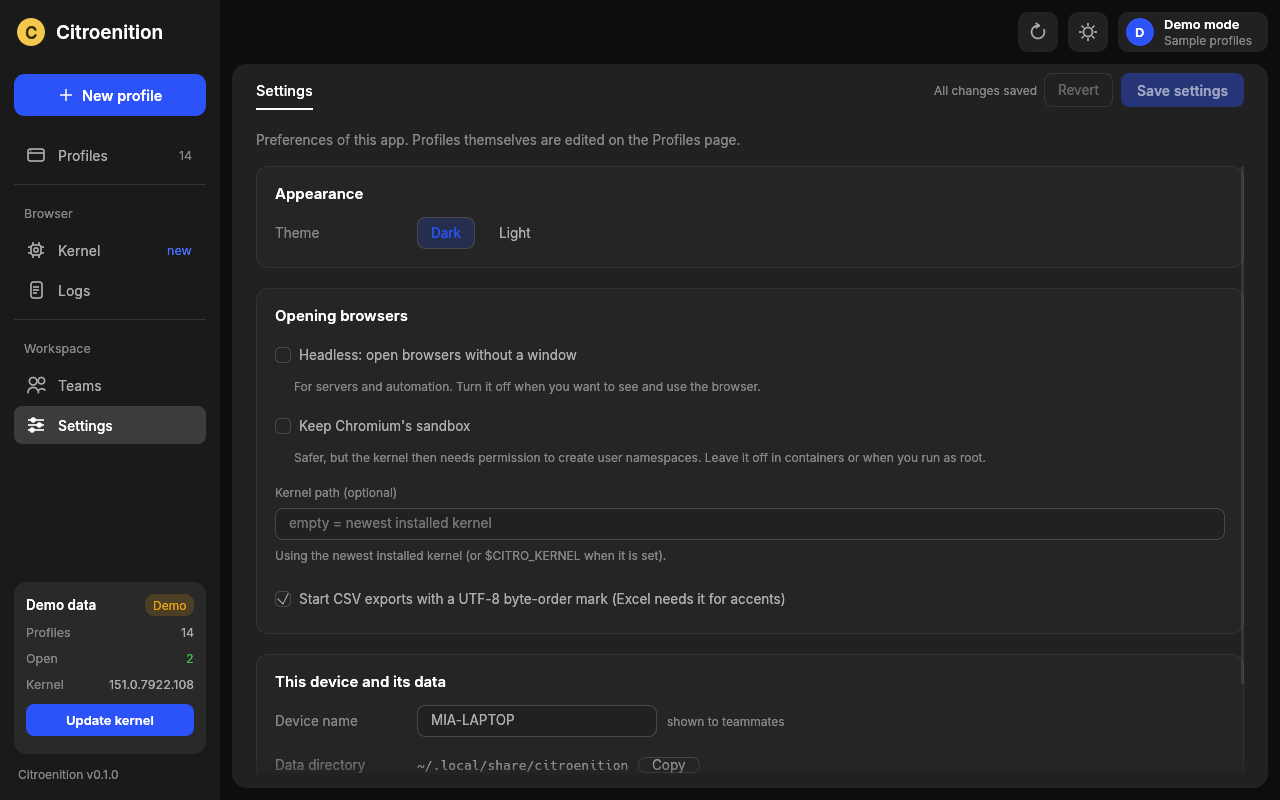 C Citroenition
New profile
Profiles 14
Browser
Kernel new
Logs
Workspace
Teams
Settings
Demo data Demo
Profiles 14
Open 2
Kernel 151.0.7922.108
Update kernel
Citroenition v0.1.0
D Demo mode
Sample profiles
Settings
All changes saved Revert Save settings
Preferences of this app. Profiles themselves are edited on the Profiles page.
Appearance
Theme Dark Light
Opening browsers
Headless: open browsers without a window
For servers and automation. Turn it off when you want to see and use the browser.
Keep Chromium's sandbox
Safer, but the kernel then needs permission to create user namespaces. Leave it off in containers or when you run as root.
Kernel path (optional)
empty = newest installed kernel
Using the newest installed kernel (or $CITRO_KERNEL when it is set).
Start CSV exports with a UTF-8 byte-order mark (Excel needs it for accents)
This device and its data
Device name MIA-LAPTOP shown to teammates
Data directory ~/.local/share/citroenition Copy